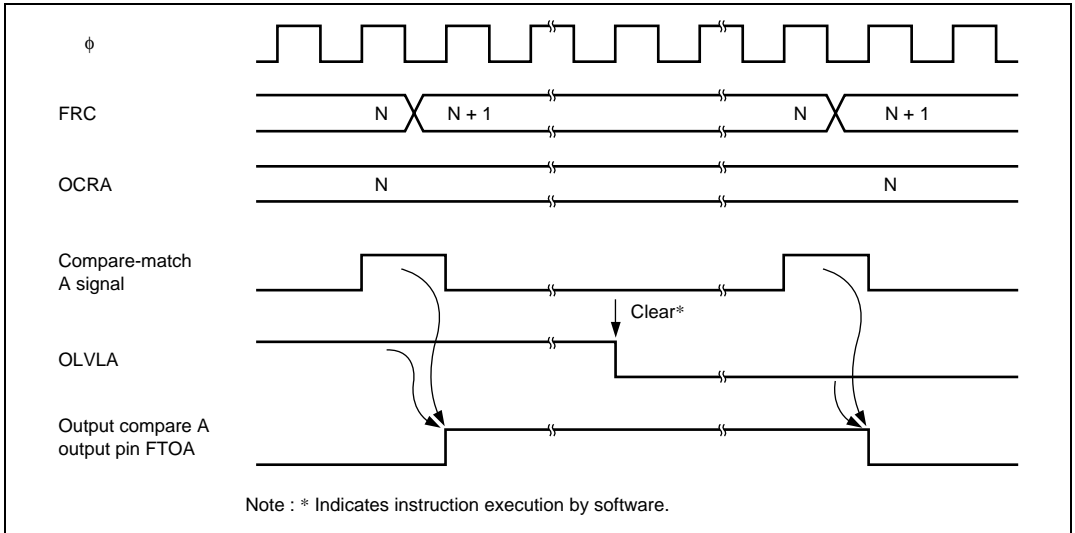 ϕ
FRC
N
N + 1
N
N + 1
OCRA
N
N
Compare-match
A signal
Clear*
OLVLA
Output compare A
output pin FTOA
Note : * Indicates instruction execution by software.